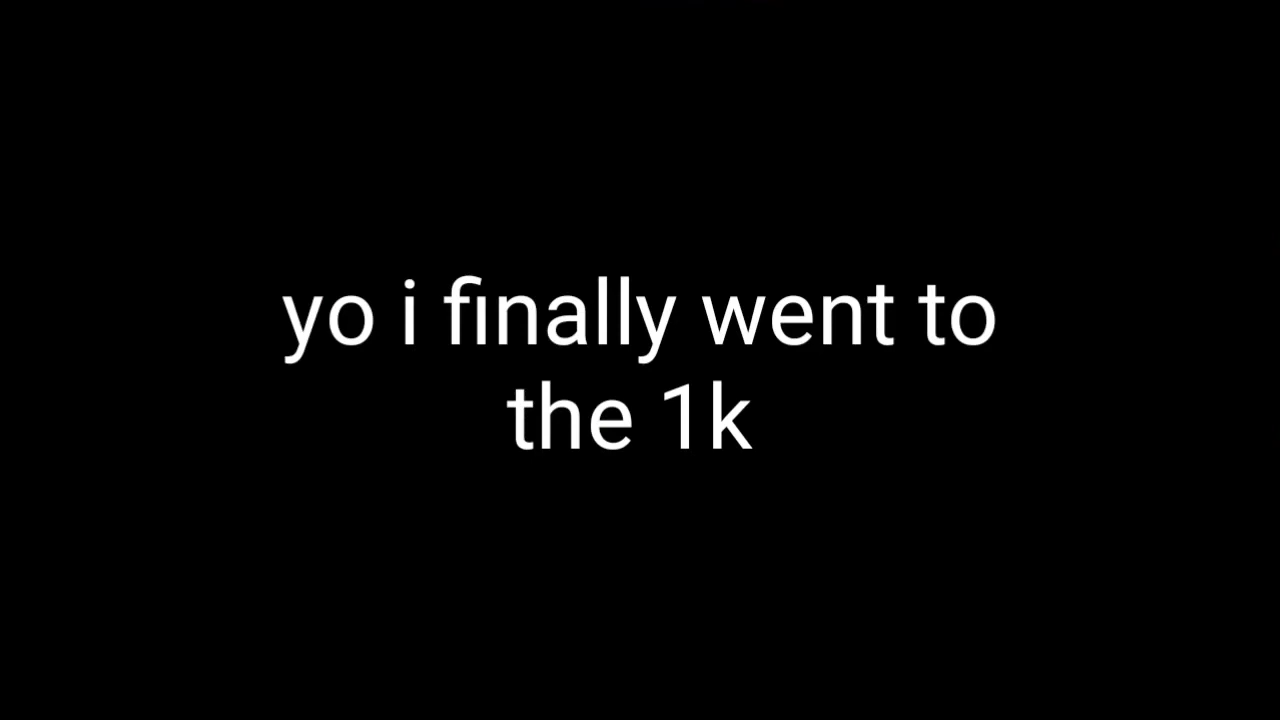 yo i finally went to
the 1k